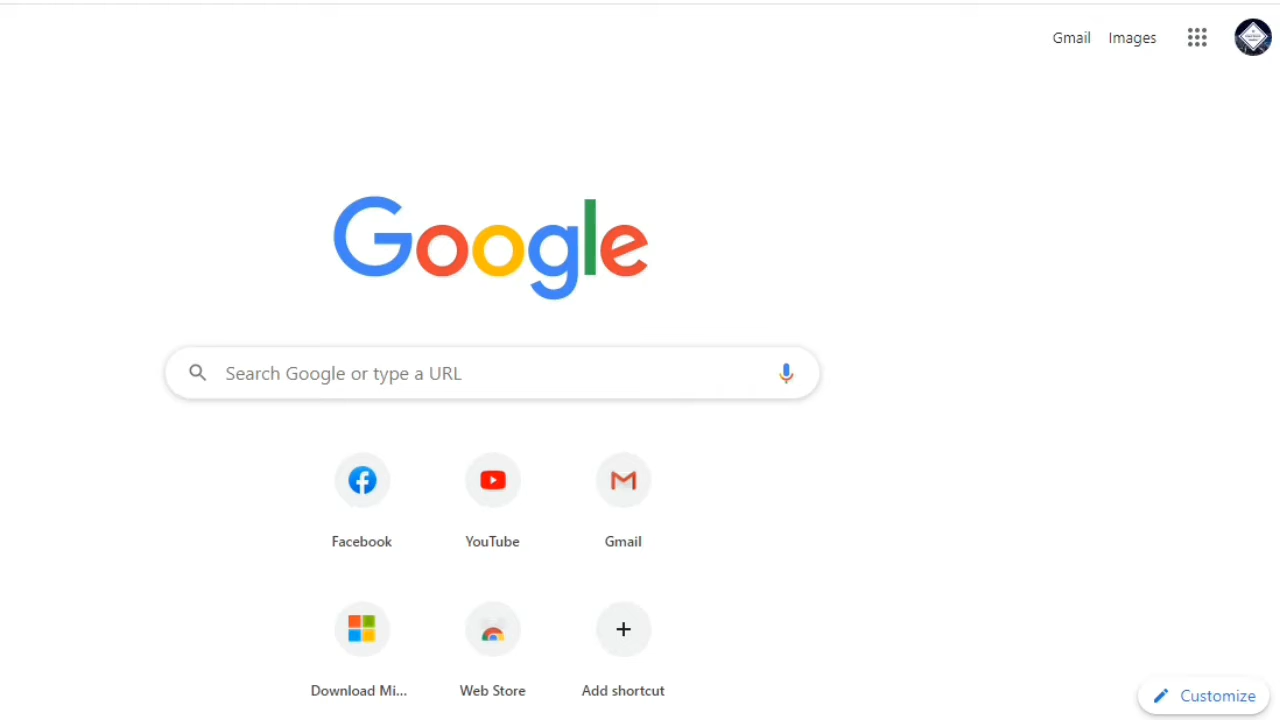 Gmail Images
Google
Search Google or type a URL
Facebook YouTube Gmail
Download Mi... Web Store Add shortcut
Customize